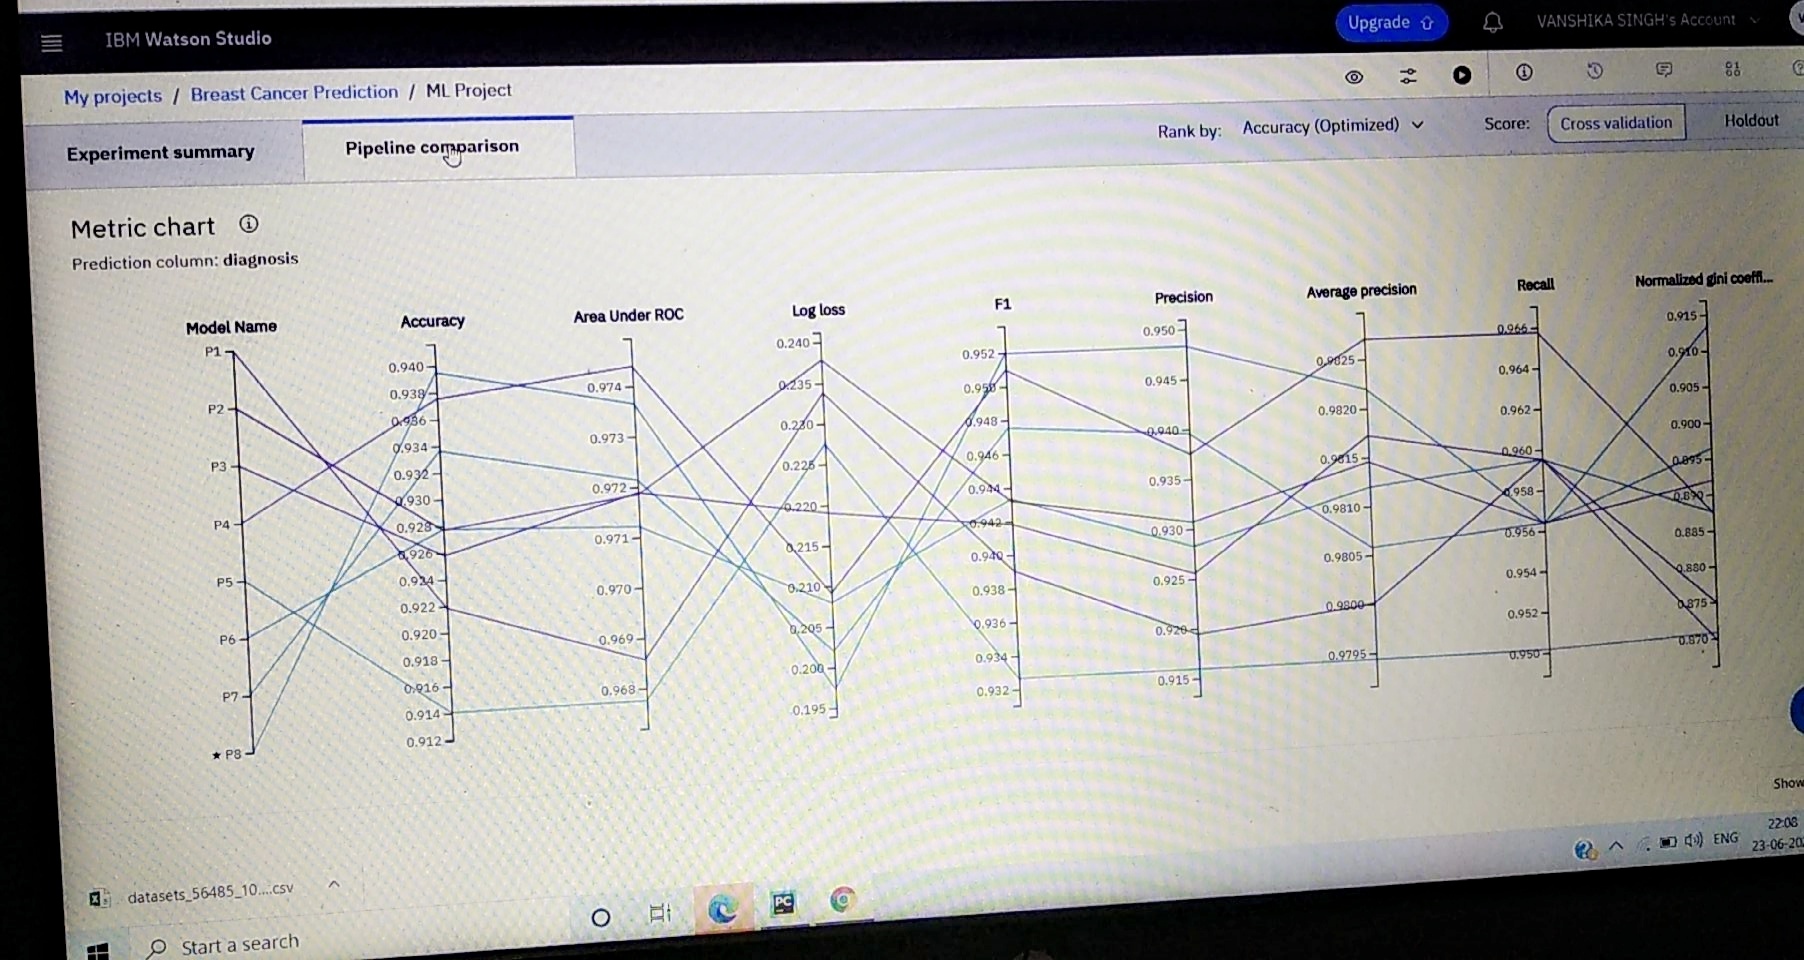 IBM Watson Studio
Upgrade
VANSHIKA SINGH's Account
My projects / Breast Cancer Prediction / ML Project
Experiment summary
Pipeline comparison
Rank by: Accuracy (Optimized)
Score: Cross validation Holdout
Metric chart
Prediction column: diagnosis
Model Name
P1
P2
P3
P4
P5
P6
P7
★ P8
Accuracy
0.940
0.938
0.936
0.934
0.932
0.930
0.928
0.926
0.924
0.922
0.920
0.918
0.916
0.914
0.912
Area Under ROC
0.974
0.973
0.972
0.971
0.970
0.969
0.968
Log loss
0.240
0.235
0.230
0.225
0.220
0.215
0.210
0.205
0.200
0.195
F1
0.952
0.950
0.948
0.946
0.944
0.942
0.940
0.938
0.936
0.934
0.932
Precision
0.950
0.945
0.940
0.935
0.930
0.925
0.920
0.915
Average precision
0.9825
0.9820
0.9815
0.9810
0.9805
0.9800
0.9795
Recall
0.966
0.964
0.962
0.960
0.958
0.956
0.954
0.952
0.950
Normalized gini coeffi...
0.915
0.910
0.905
0.900
0.895
0.890
0.885
0.880
0.875
0.870
Show
datasets_56485_10....csv
PC
ENG
22:08
23-06-20
Start a search